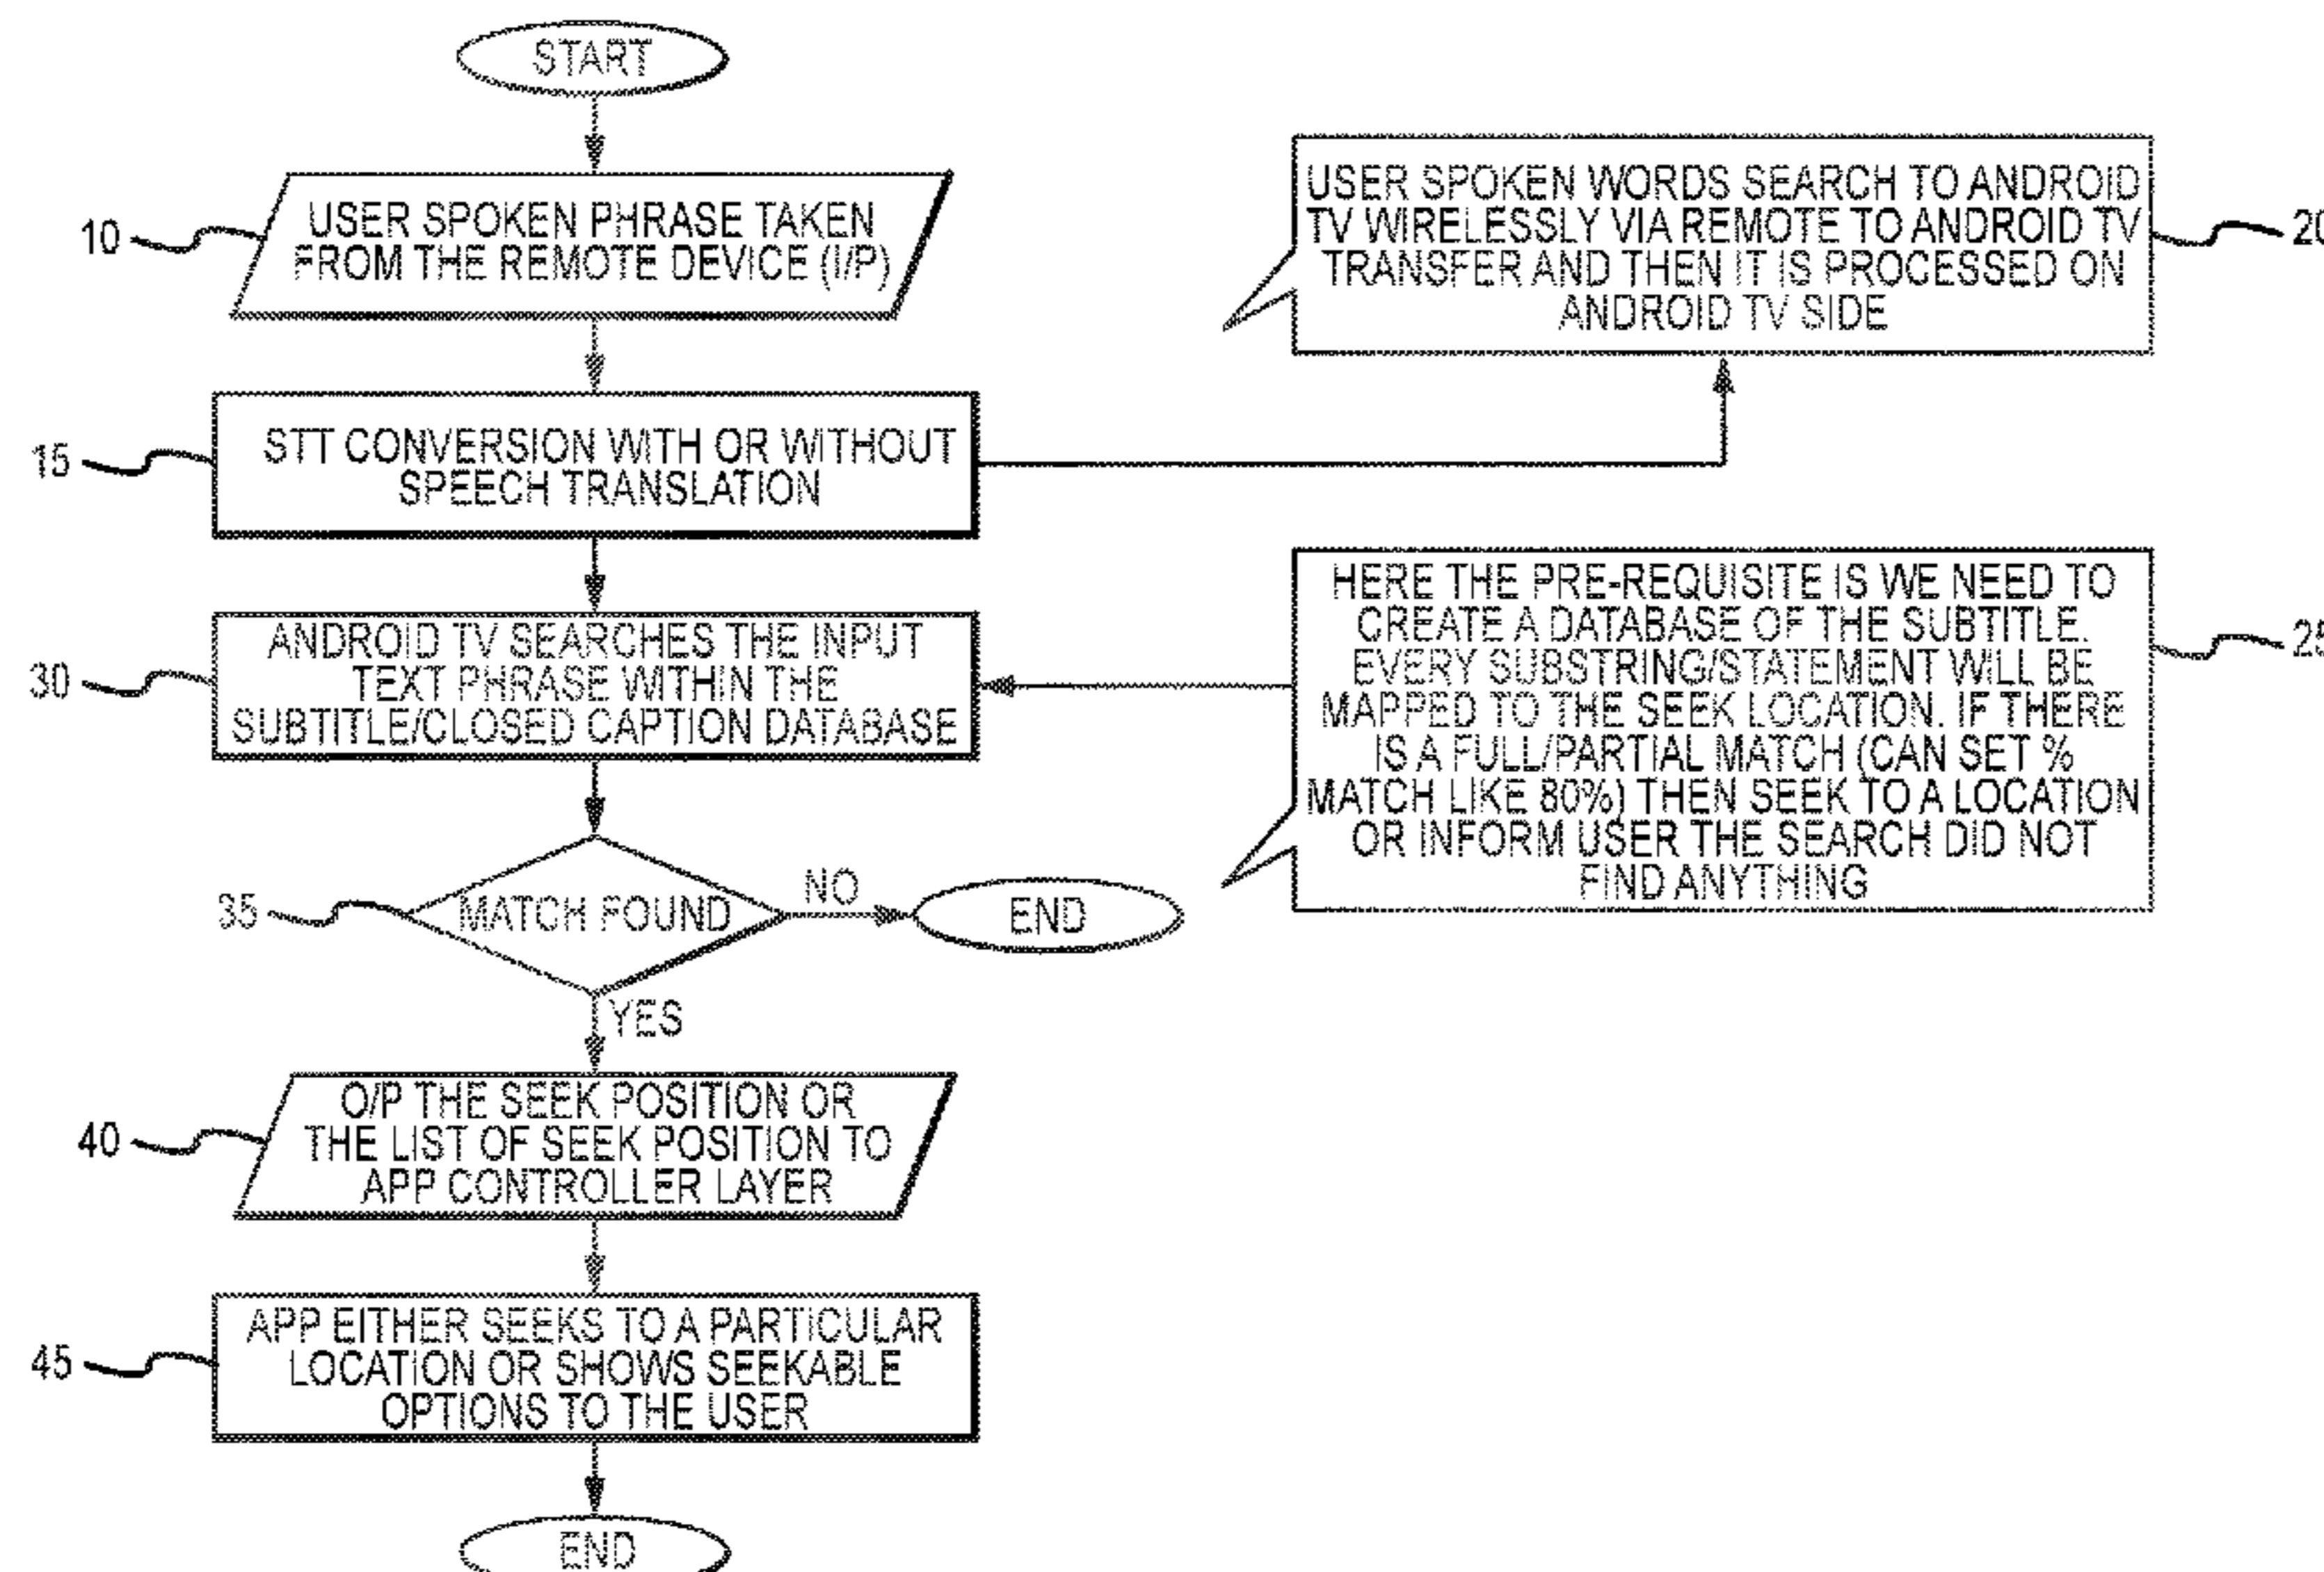 START
10
USER SPOKEN PHRASE TAKEN
FROM THE REMOTE DEVICE (I/P)
USER SPOKEN WORDS SEARCH TO ANDROID
TV WIRELESSLY VIA REMOTE TO ANDROID TV
TRANSFER AND THEN IT IS PROCESSED ON
ANDROID TV SIDE
20
15
STT CONVERSION WITH OR WITHOUT
SPEECH TRANSLATION
HERE THE PRE-REQUISITE IS WE NEED TO
CREATE A DATABASE OF THE SUBTITLE.
EVERY SUBSTRING/STATEMENT WILL BE
MAPPED TO THE SEEK LOCATION. IF THERE
IS A FULL/PARTIAL MATCH (CAN SET %
MATCH LIKE 80%) THEN SEEK TO A LOCATION
OR INFORM USER THE SEARCH DID NOT
FIND ANYTHING
25
30
ANDROID TV SEARCHES THE INPUT
TEXT PHRASE WITHIN THE
SUBTITLE/CLOSED CAPTION DATABASE
35
MATCH FOUND
NO
END
YES
40
O/P THE SEEK POSITION OR
THE LIST OF SEEK POSITION TO
APP CONTROLLER LAYER
45
APP EITHER SEEKS TO A PARTICULAR
LOCATION OR SHOWS SEEKABLE
OPTIONS TO THE USER
END